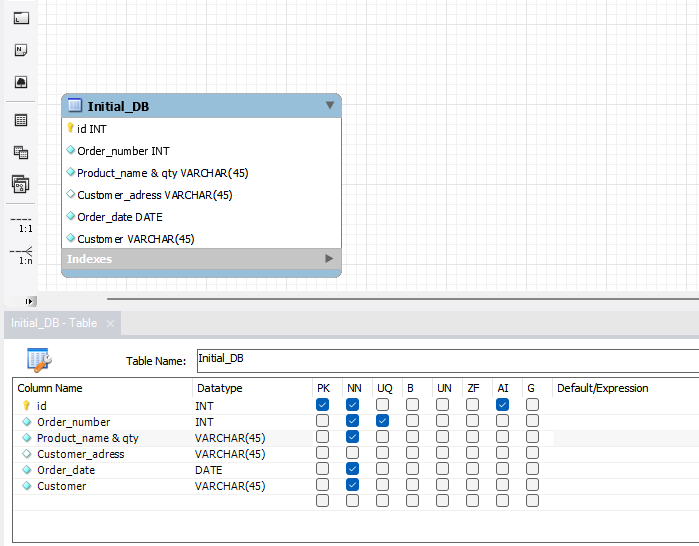 Initial_DB
id INT
Order_number INT
Product_name & qty VARCHAR(45)
Customer_adress VARCHAR(45)
Order_date DATE
Customer VARCHAR(45)
Indexes
1:1
1:n
Initial_DB - Table ×
Table Name: Initial_DB
Column Name Datatype PK NN UQ B UN ZF AI G Default/Expression
id INT
Order_number INT
Product_name & qty VARCHAR(45)
Customer_adress VARCHAR(45)
Order_date DATE
Customer VARCHAR(45)